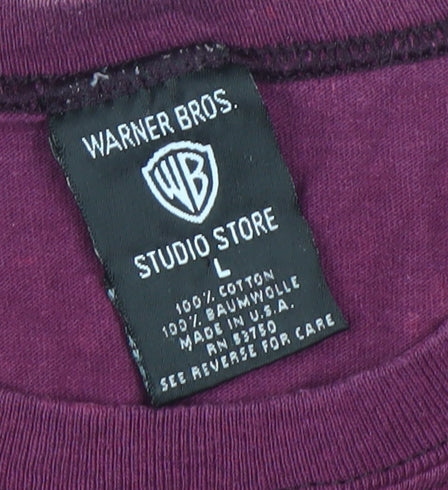 WARNER BROS.
WB
STUDIO STORE
L
100% COTTON
100% BAUMWOLLE
MADE IN U.S.A.
RN 53750
SEE REVERSE FOR CARE